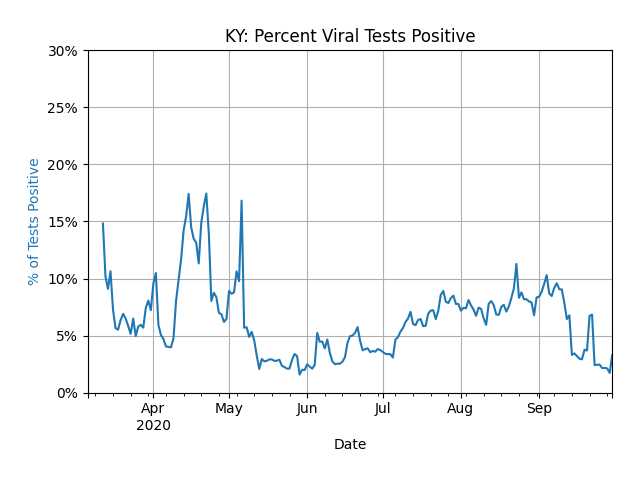 KY: Percent Viral Tests Positive
30%
25%
20%
15%
10%
5%
0%
% of Tests Positive
Apr May Jun Jul Aug Sep
2020
Date